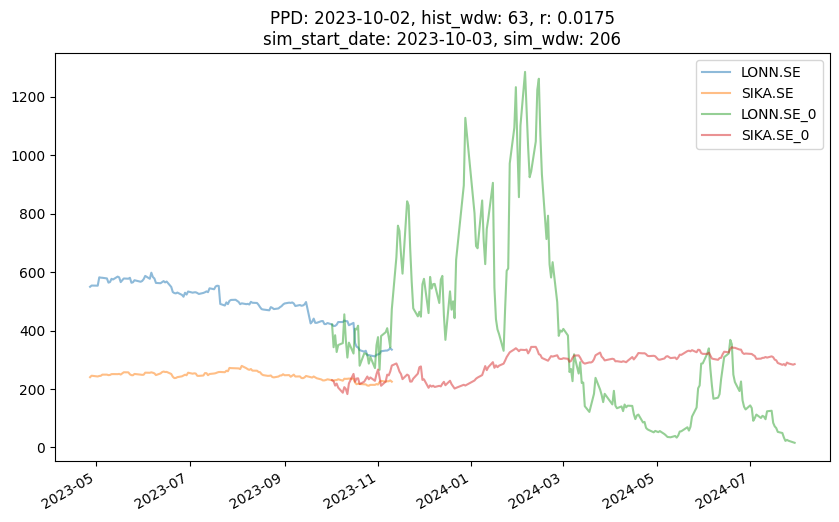 PPD: 2023-10-02, hist_wdw: 63, r: 0.0175
sim_start_date: 2023-10-03, sim_wdw: 206
LONN.SE
SIKA.SE
LONN.SE_0
SIKA.SE_0
1200
1000
800
600
400
200
0
2023-05
2023-07
2023-09
2023-11
2024-01
2024-03
2024-05
2024-07